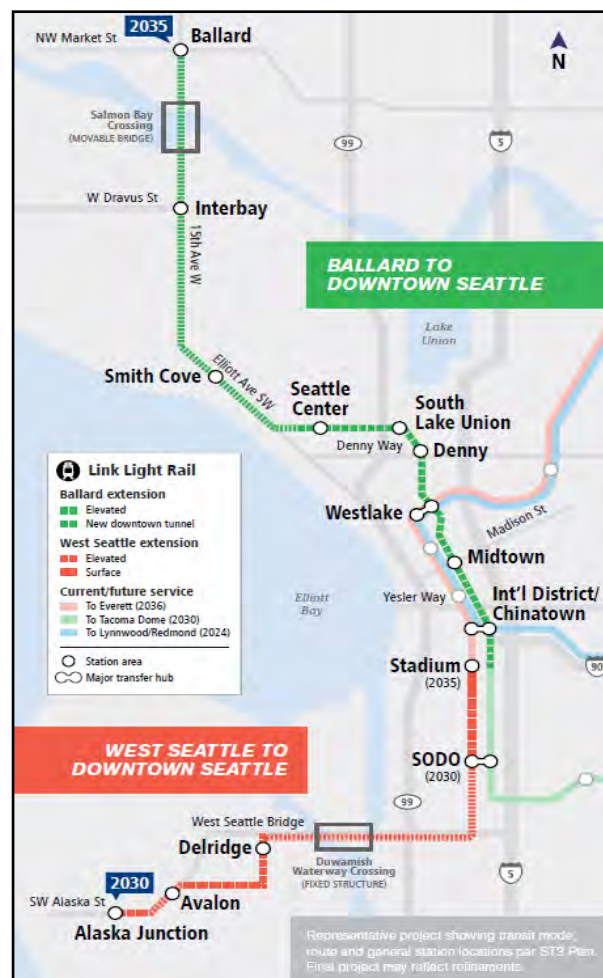 2035
NW Market St
Ballard
N
Salmon Bay
Crossing
(MOVABLE BRIDGE)
99
5
W Dravus St
Interbay
15th Ave W
BALLARD TO
DOWNTOWN SEATTLE
Lake
Union
Smith Cove
Elliott Ave SW
Seattle
Center
South
Lake Union
Denny Way
Denny
Link Light Rail
Ballard extension
Elevated
New downtown tunnel
West Seattle extension
Elevated
Surface
Current/future service
To Everett (2036)
To Tacoma Dome (2030)
To Lynnwood/Redmond (2024)
Station area
Major transfer hub
Westlake
Madison St
Midtown
Elliott
Bay
Yesler Way
Int'l District/
Chinatown
Stadium
(2035)
90
WEST SEATTLE TO
DOWNTOWN SEATTLE
SODO
(2030)
99
West Seattle Bridge
Delridge
Duwamish
Waterway Crossing
(FIXED STRUCTURE)
5
2030
SW Alaska St
Avalon
Alaska Junction
Representative project showing transit mode,
route and general station locations per ST3 Plan.
Final project may reflect refinements.